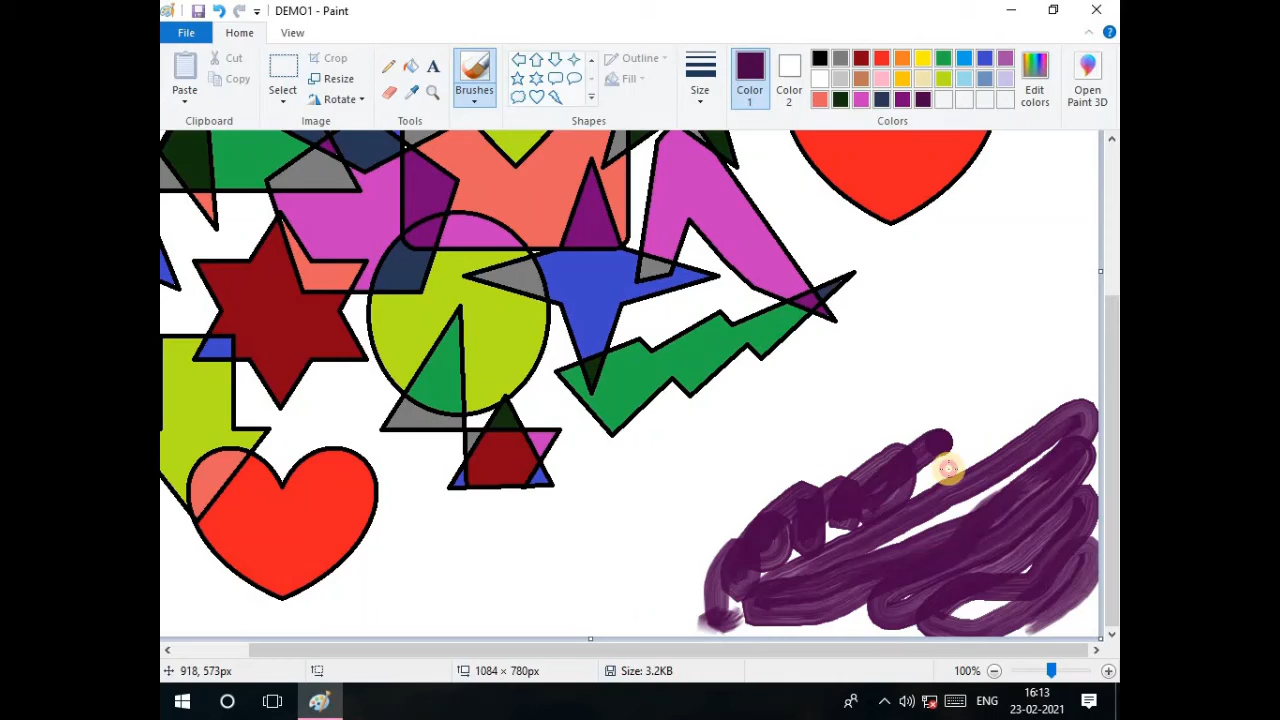 DEMO1 - Paint
File Home View
Paste
Cut
Copy
Clipboard
Select
Crop
Resize
Rotate
Image
A
Tools
Brushes
Outline
Fill
Shapes
Size
Color 1
Color 2
Edit colors
Open Paint 3D
Colors
918, 573px 1084 × 780px Size: 3.2KB 100%
ENG 16:13
23-02-2021